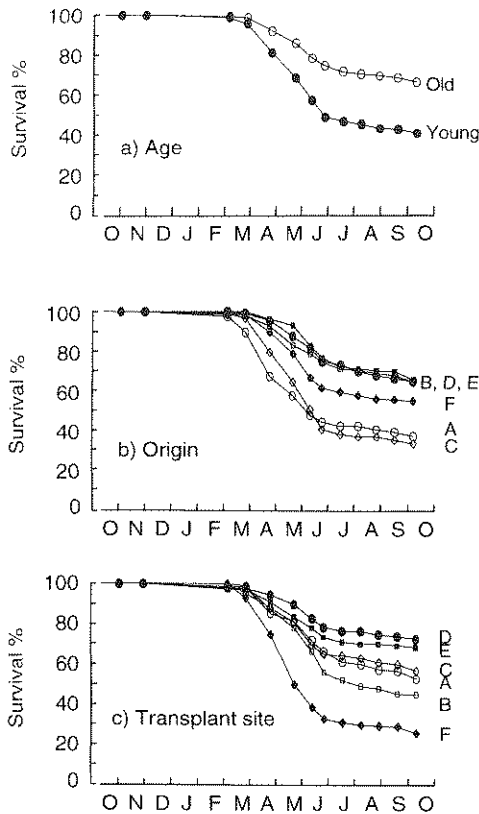 100
80
60
40
20
0
Survival %
a) Age
Old
Young
O N D J F M A M J J A S O
100
80
60
40
20
0
Survival %
b) Origin
B, D, E
F
A
C
O N D J F M A M J J A S O
100
80
60
40
20
0
Survival %
c) Transplant site
D
E
C
A
B
F
O N D J F M A M J J A S O